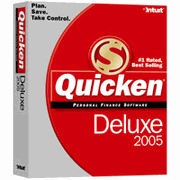 Plan.
Save.
Take Control.
intuit
#1 Rated,
Best Selling
Quicken
PERSONAL FINANCE SOFTWARE
Deluxe
2005